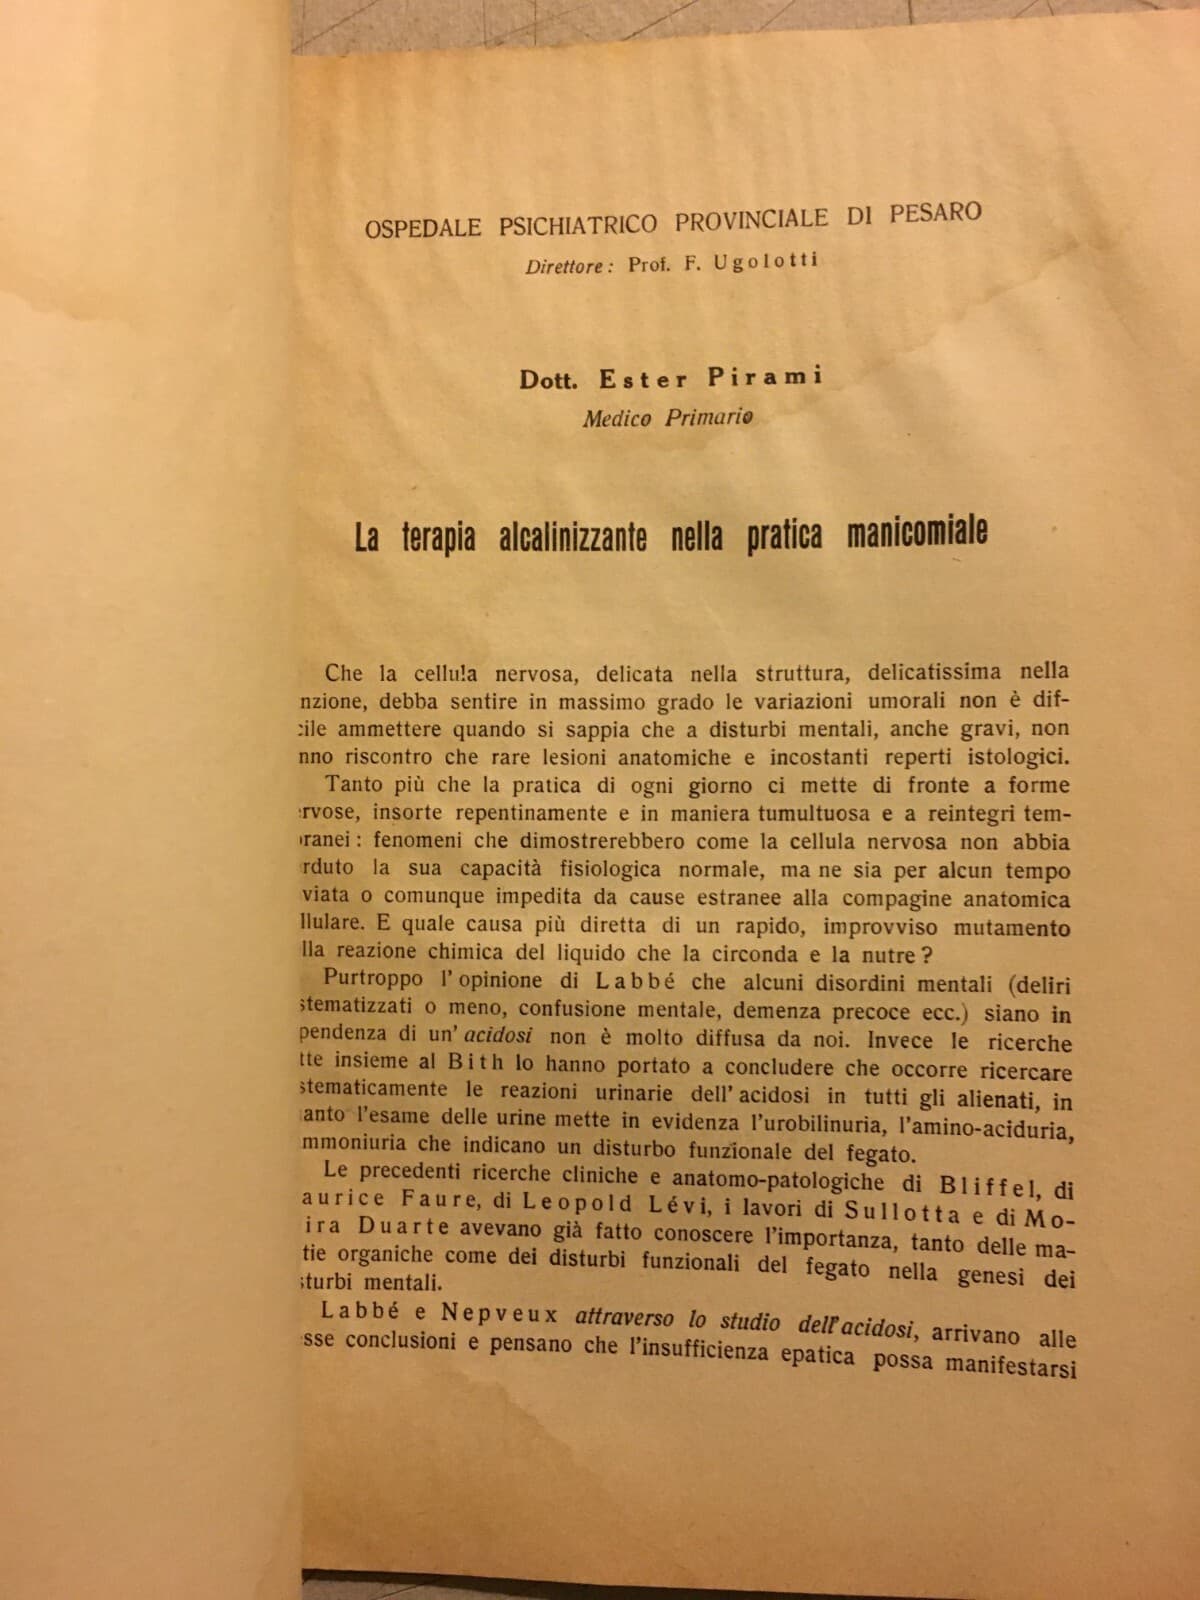 OSPEDALE PSICHIATRICO PROVINCIALE DI PESARO
Direttore: Prof. F. Ugolotti
Dott. Ester Pirami
Medico Primario
La terapia alcalinizzante nella pratica manicomiale
Che la cellula nervosa, delicata nella struttura, delicatissima nella
nzione, debba sentire in massimo grado le variazioni umorali non è dif-
cile ammettere quando si sappia che a disturbi mentali, anche gravi, non
nno riscontro che rare lesioni anatomiche e incostanti reperti istologici.
Tanto più che la pratica di ogni giorno ci mette di fronte a forme
rvose, insorte repentinamente e in maniera tumultuosa e a reintegri tem-
ranei: fenomeni che dimostrerebbero come la cellula nervosa non abbia
rduto la sua capacità fisiologica normale, ma ne sia per alcun tempo
viata o comunque impedita da cause estranee alla compagine anatomica
llulare. E quale causa più diretta di un rapido, improvviso mutamento
lla reazione chimica del liquido che la circonda e la nutre?
Purtroppo l'opinione di Labbé che alcuni disordini mentali (deliri
stematizzati o meno, confusione mentale, demenza precoce ecc.) siano in
pendenza di un' acidosi non è molto diffusa da noi. Invece le ricerche
tte insieme al Bith lo hanno portato a concludere che occorre ricercare
stematicamente le reazioni urinarie dell' acidosi in tutti gli alienati, in
anto l'esame delle urine mette in evidenza l'urobilinuria, l'amino-aciduria,
mmoniuria che indicano un disturbo funzionale del fegato.
Le precedenti ricerche cliniche e anatomo-patologiche di Bliffel, di
aurice Faure, di Leopold Lévi, i lavori di Sullotta e di Mo-
ira Duarte avevano già fatto conoscere l'importanza, tanto delle ma-
tie organiche come dei disturbi funzionali del fegato nella genesi dei
sturbi mentali.
Labbé e Nepveux attraverso lo studio dell'acidosi, arrivano alle
sse conclusioni e pensano che l'insufficienza epatica possa manifestarsi